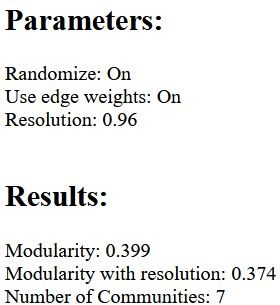 Parameters:
Randomize: On
Use edge weights: On
Resolution: 0.96
Results:
Modularity: 0.399
Modularity with resolution: 0.374
Number of Communities: 7